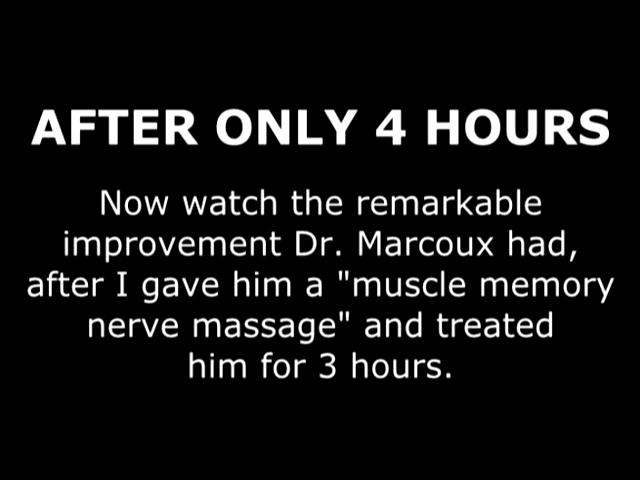 AFTER ONLY 4 HOURS
Now watch the remarkable
improvement Dr. Marcoux had,
after I gave him a "muscle memory
nerve massage" and treated
him for 3 hours.